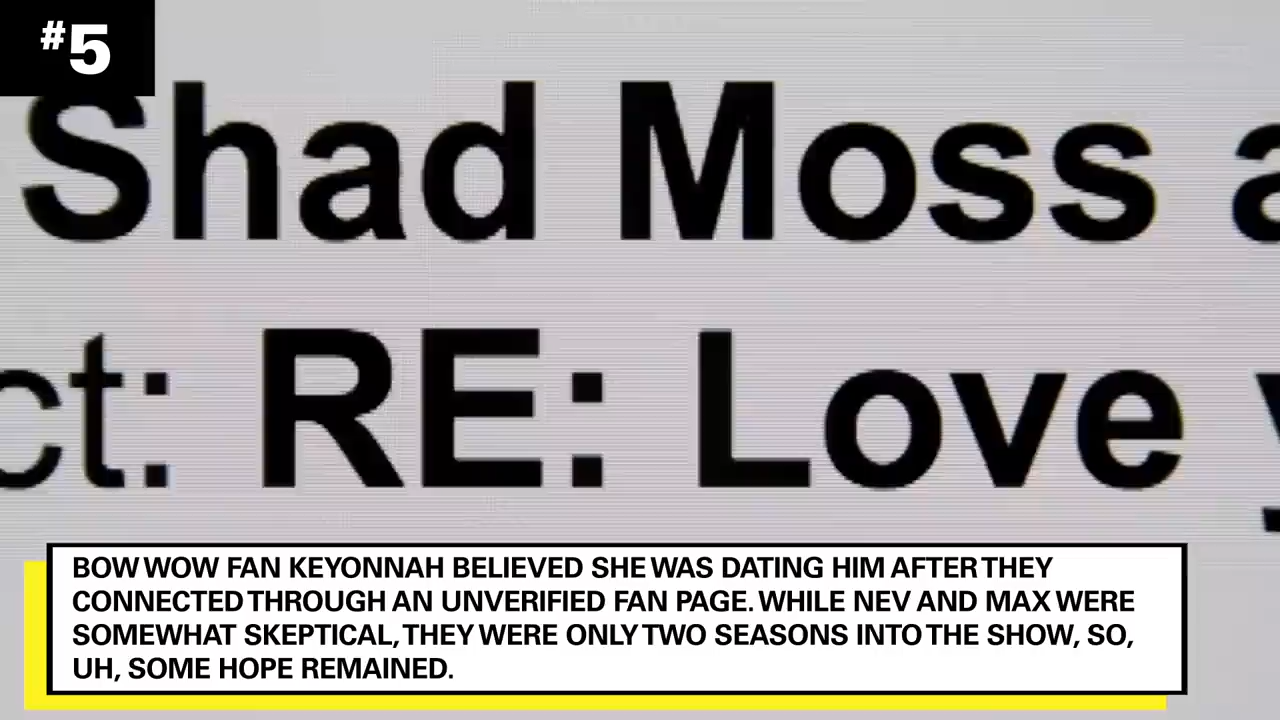 #5
Shad Moss a
ct: RE: Love y
BOW WOW FAN KEYONNAH BELIEVED SHE WAS DATING HIM AFTER THEY
CONNECTED THROUGH AN UNVERIFIED FAN PAGE. WHILE NEV AND MAX WERE
SOMEWHAT SKEPTICAL, THEY WERE ONLY TWO SEASONS INTO THE SHOW, SO,
UH, SOME HOPE REMAINED.